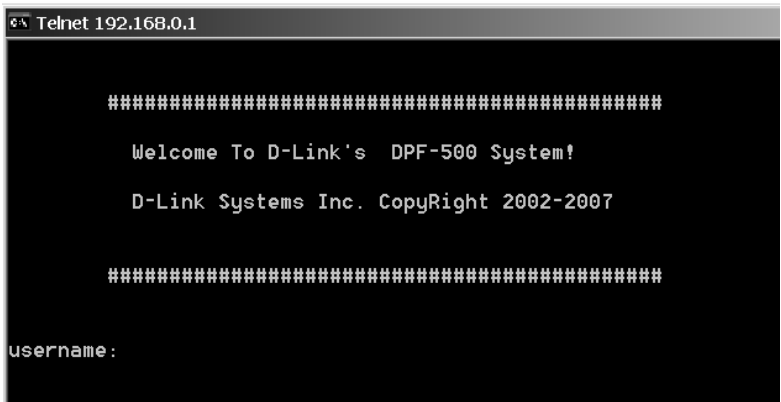 Telnet 192.168.0.1
#############################################
Welcome To D-Link's  DPF-500 System!
D-Link Systems Inc. CopyRight 2002-2007
#############################################
username: